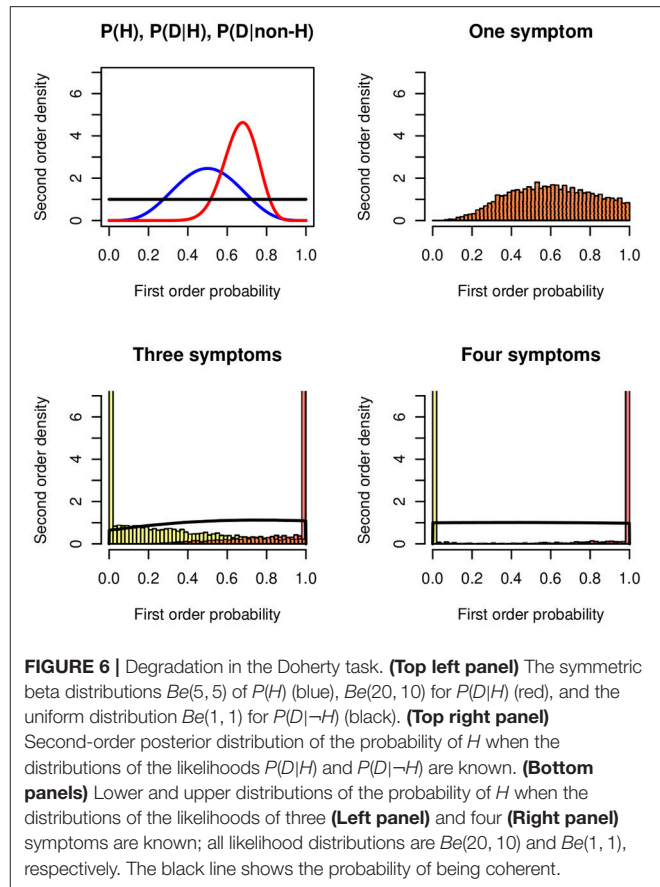 P(H), P(D|H), P(D|non-H)
Second order density
6
4
2
0
0.0 0.2 0.4 0.6 0.8 1.0
First order probability
One symptom
Second order density
6
4
2
0
0.0 0.2 0.4 0.6 0.8 1.0
First order probability
Three symptoms
Second order density
6
4
2
0
0.0 0.2 0.4 0.6 0.8 1.0
First order probability
Four symptoms
Second order density
6
4
2
0
0.0 0.2 0.4 0.6 0.8 1.0
First order probability
FIGURE 6 | Degradation in the Doherty task. (Top left panel) The symmetric
beta distributions Be(5, 5) of P(H) (blue), Be(20, 10) for P(D|H) (red), and the
uniform distribution Be(1, 1) for P(D|¬H) (black). (Top right panel)
Second-order posterior distribution of the probability of H when the
distributions of the likelihoods P(D|H) and P(D|¬H) are known. (Bottom
panels) Lower and upper distributions of the probability of H when the
distributions of the likelihoods of three (Left panel) and four (Right panel)
symptoms are known; all likelihood distributions are Be(20, 10) and Be(1, 1),
respectively. The black line shows the probability of being coherent.